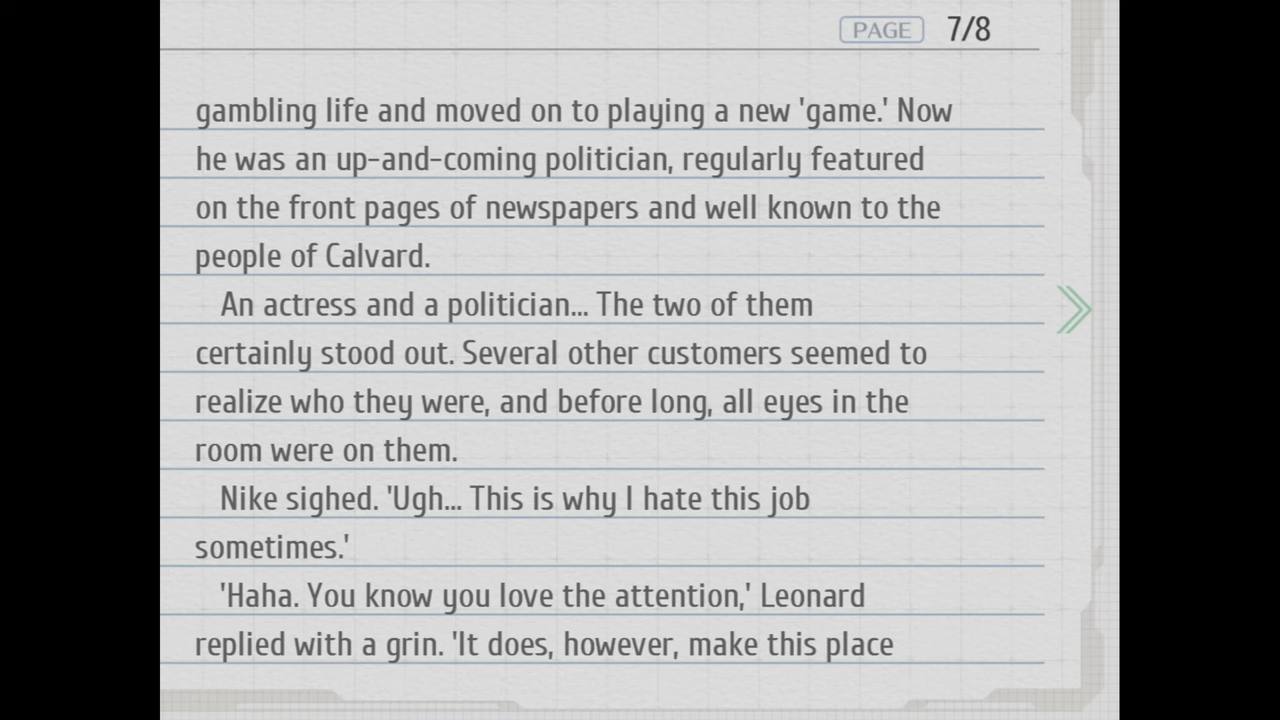 PAGE 7/8
gambling life and moved on to playing a new 'game.' Now
he was an up-and-coming politician, regularly featured
on the front pages of newspapers and well known to the
people of Calvard.
An actress and a politician... The two of them
certainly stood out. Several other customers seemed to
realize who they were, and before long, all eyes in the
room were on them.
Nike sighed. 'Ugh... This is why I hate this job
sometimes.'
'Haha. You know you love the attention,' Leonard
replied with a grin. 'It does, however, make this place